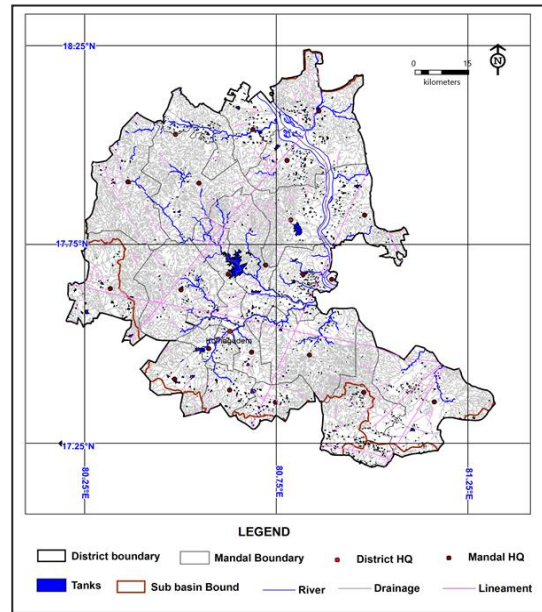 18.25°N
N
0 15
kilometers
17.75°N
17.25°N
80.25°E
80.75°E
81.25°E
LEGEND
District boundary Mandal Boundary District HQ Mandal HQ
Tanks Sub basin Bound River Drainage Lineament